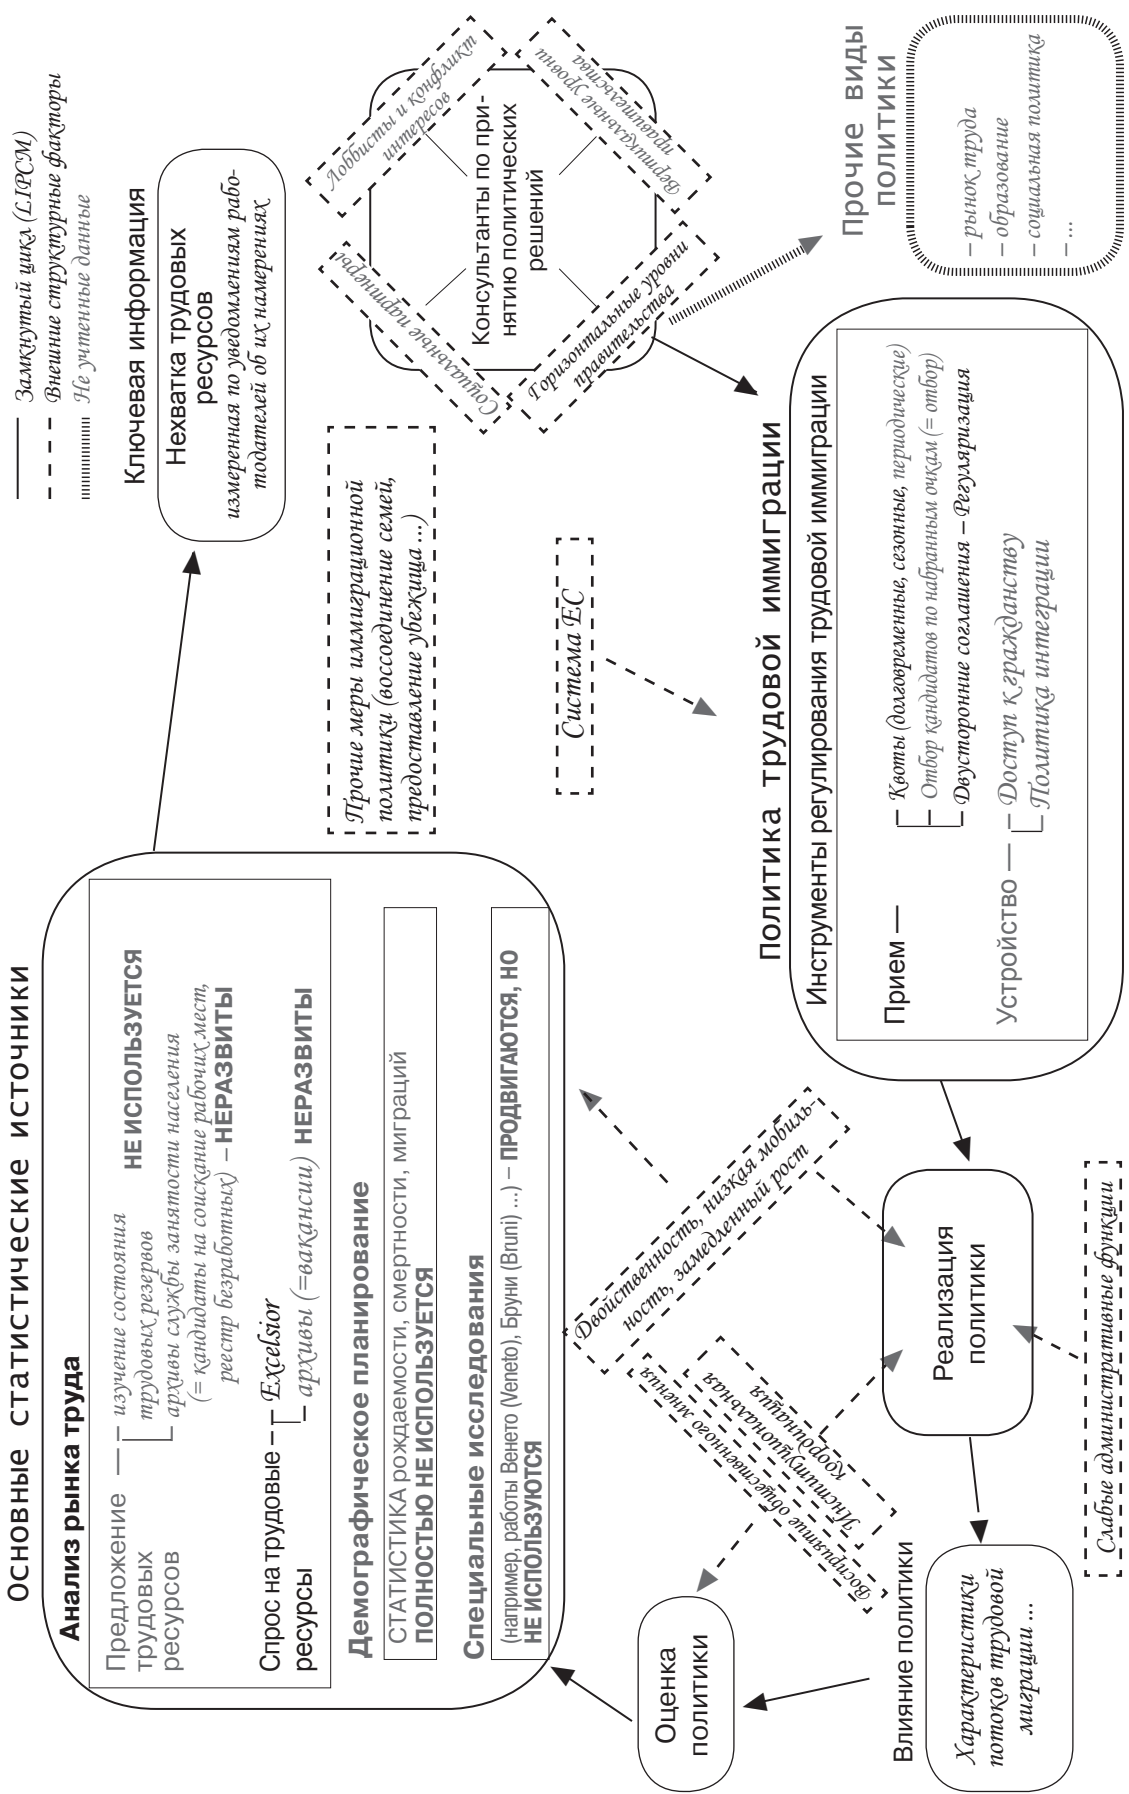 Замкнутый цикл (LIPCM)
Внешние структурные факторы
Не учтенные данные
Основные статистические источники
Анализ рынка труда
Предложение — изучение состояния
трудовых
ресурсов
трудовых резервов
НЕ ИСПОЛЬЗУЕТСЯ
архивы службы занятости населения
(= кандидаты на соискание рабочих мест,
реестр безработных) – НЕРАЗВИТЫ
Спрос на трудовые – Excelsior
ресурсы
архивы (=вакансии) НЕРАЗВИТЫ
Демографическое планирование
СТАТИСТИКА рождаемости, смертности, миграций
ПОЛНОСТЬЮ НЕ ИСПОЛЬЗУЕТСЯ
Специальные исследования
(например, работы Венето (Veneto), Бруни (Bruni) ...) – ПРОДВИГАЮТСЯ, НО
НЕ ИСПОЛЬЗУЮТСЯ
Ключевая информация
Нехватка трудовых
ресурсов
измеренная по уведомлениям рабо-
тодателей об их намерениях
Прочие меры иммиграционной
политики (воссоединение семей,
предоставление убежища ...)
Социальные партнеры
Лоббисты и конфликт
интересов
Консультанты по при-
нятию политических
решений
Горизонтальные уровни
правительства
Вертикальные уровни
правительства
Система ЕС
Прочие виды
политики
– рынок труда
– образование
– социальная политика
– ...
Политика трудовой иммиграции
Инструменты регулирования трудовой иммиграции
Прием —
Квоты (долговременные, сезонные, периодические)
Отбор кандидатов по набранным очкам (= отбор)
Двусторонние соглашения – Регуляризация
Устройство —
Доступ к гражданству
Политика интеграции
Двойственность, низкая мобиль-
ность, замедленный рост
Восприятие общественного мнения
Институциональная
координация
Реализация
политики
Слабые административные функции
Влияние политики
Характеристики
потоков трудовой
миграции ...
Оценка
политики